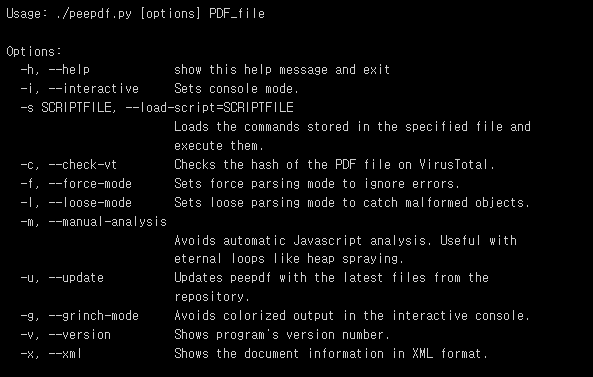 Usage: ./peepdf.py [options] PDF_file
Options:
-h, --help show this help message and exit
-i, --interactive Sets console mode.
-s SCRIPTFILE, --load-script=SCRIPTFILE
Loads the commands stored in the specified file and
execute them.
-c, --check-vt Checks the hash of the PDF file on VirusTotal.
-f, --force-mode Sets force parsing mode to ignore errors.
-l, --loose-mode Sets loose parsing mode to catch malformed objects.
-m, --manual-analysis
Avoids automatic Javascript analysis. Useful with
eternal loops like heap spraying.
-u, --update Updates peepdf with the latest files from the
repository.
-g, --grinch-mode Avoids colorized output in the interactive console.
-v, --version Shows program's version number.
-x, --xml Shows the document information in XML format.